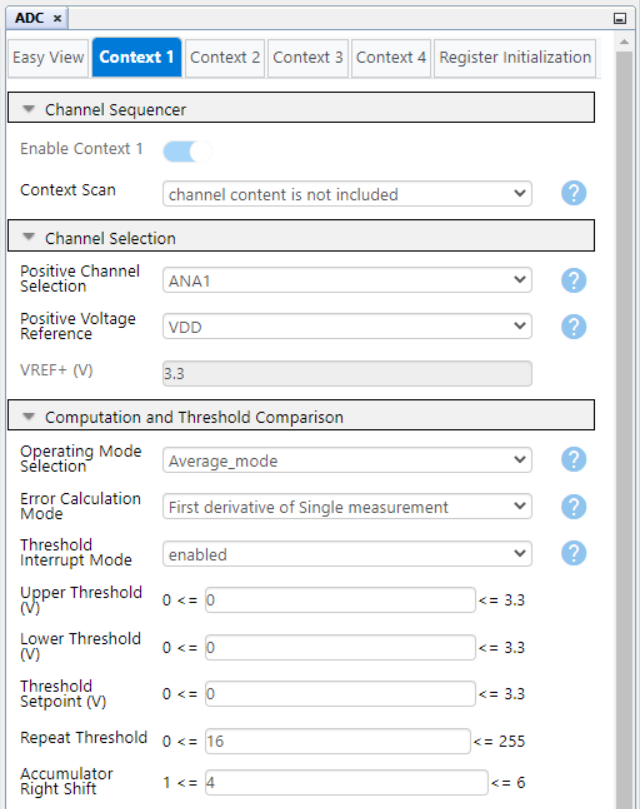 ADC ×
Easy View Context 1 Context 2 Context 3 Context 4 Register Initialization
Channel Sequencer
Enable Context 1
Context Scan channel content is not included ?
Channel Selection
Positive Channel
Selection ANA1 ?
Positive Voltage
Reference VDD ?
VREF+ (V) 3.3
Computation and Threshold Comparison
Operating Mode
Selection Average_mode ?
Error Calculation
Mode First derivative of Single measurement ?
Threshold
Interrupt Mode enabled ?
Upper Threshold
(V) 0 <= 0 <= 3.3
Lower Threshold
(V) 0 <= 0 <= 3.3
Threshold
Setpoint (V) 0 <= 0 <= 3.3
Repeat Threshold 0 <= 16 <= 255
Accumulator
Right Shift 1 <= 4 <= 6